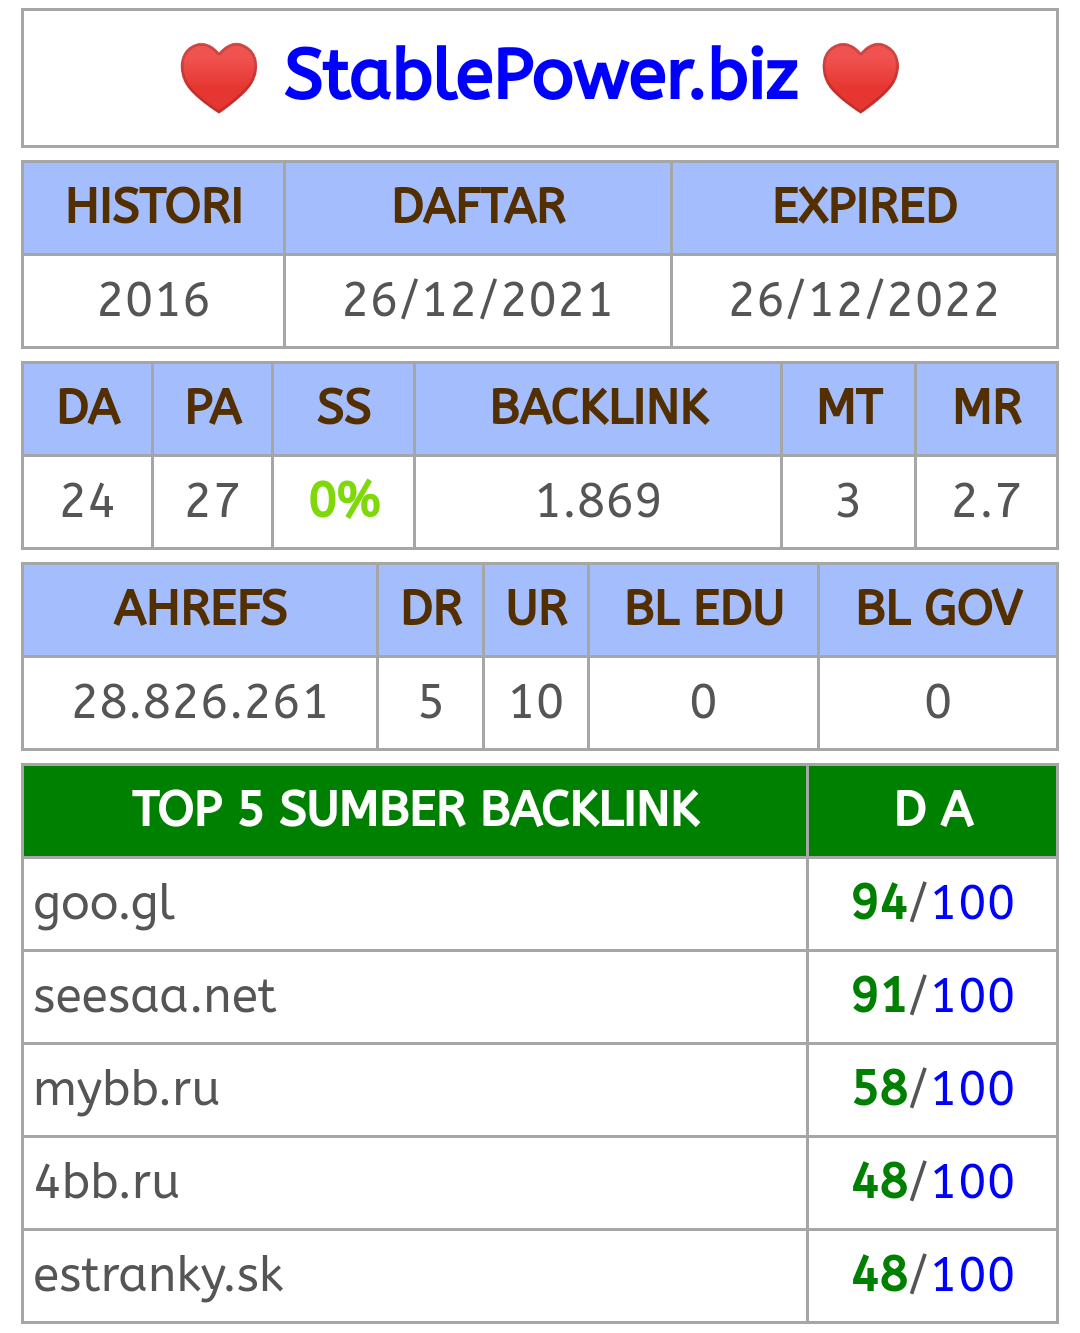 StablePower.biz
HISTORI DAFTAR EXPIRED
2016 26/12/2021 26/12/2022
DA PA SS BACKLINK MT MR
24 27 0% 1.869 3 2.7
AHREFS DR UR BL EDU BL GOV
28.826.261 5 10 0 0
TOP 5 SUMBER BACKLINK D A
goo.gl 94/100
seesaa.net 91/100
mybb.ru 58/100
4bb.ru 48/100
estranky.sk 48/100